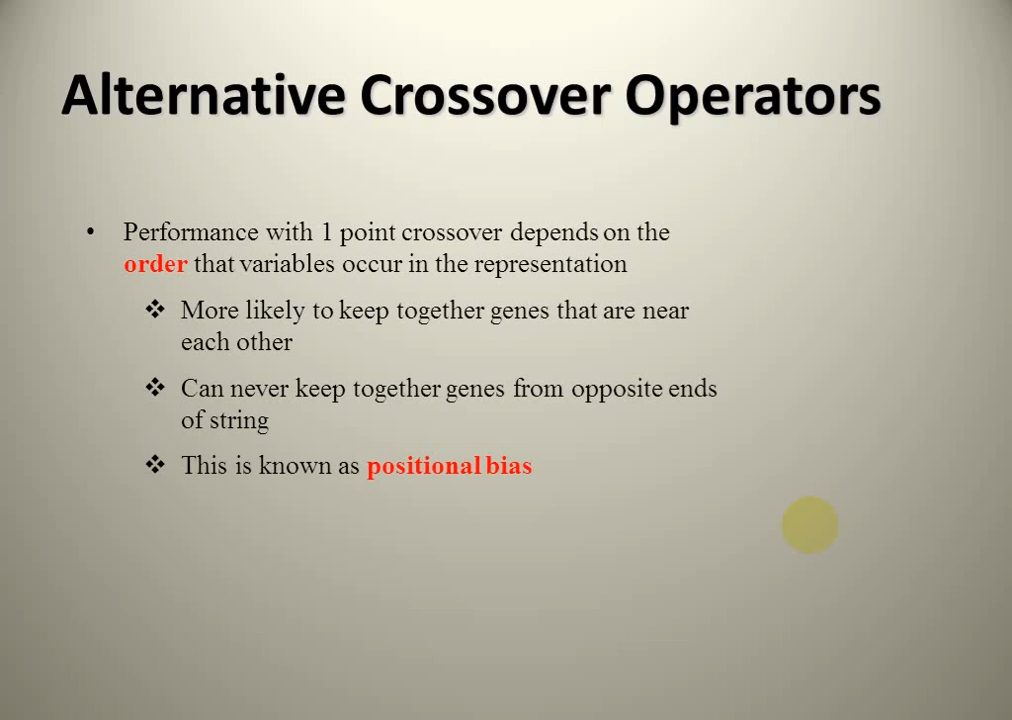 Alternative Crossover Operators
• Performance with 1 point crossover depends on the
order that variables occur in the representation
❖ More likely to keep together genes that are near
each other
❖ Can never keep together genes from opposite ends
of string
❖ This is known as positional bias